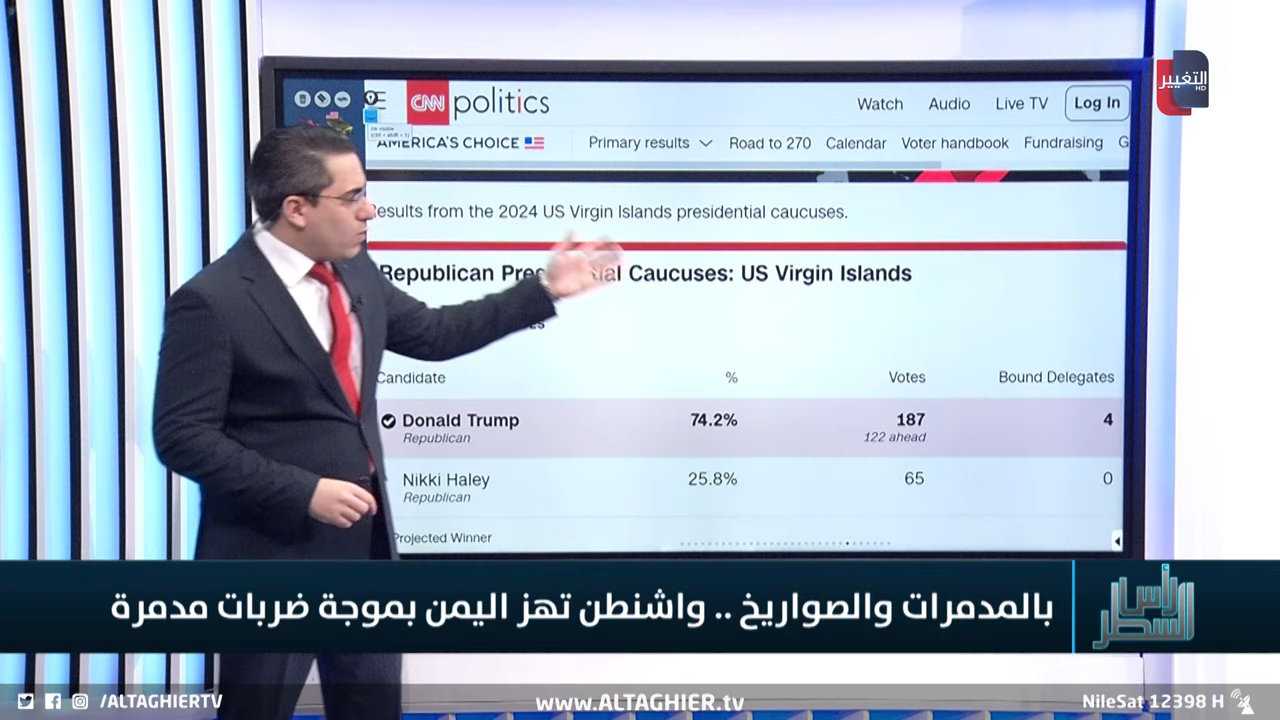 التغيير HD
CNN politics
Watch Audio Live TV Log In
AMERICA'S CHOICE Primary results Road to 270 Calendar Voter handbook Fundraising G
esults from the 2024 US Virgin Islands presidential caucuses.
Republican Pre ial Caucuses: US Virgin Islands
Candidate % Votes Bound Delegates
Donald Trump 74.2% 187 4
Republican 122 ahead
Nikki Haley 25.8% 65 0
Republican
Projected Winner
رأس السطر
بالمدمرات والصواريخ .. واشنطن تهز اليمن بموجة ضربات مدمرة
/ALTAGHIERTV www.ALTAGHIER.tv NileSat 12398 H